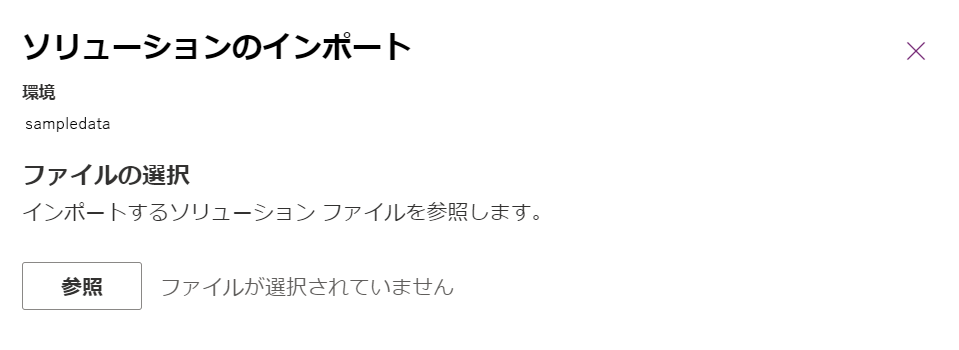 ソリューションのインポート
環境
sampledata
ファイルの選択
インポートするソリューション ファイルを参照します。
参照 ファイルが選択されていません